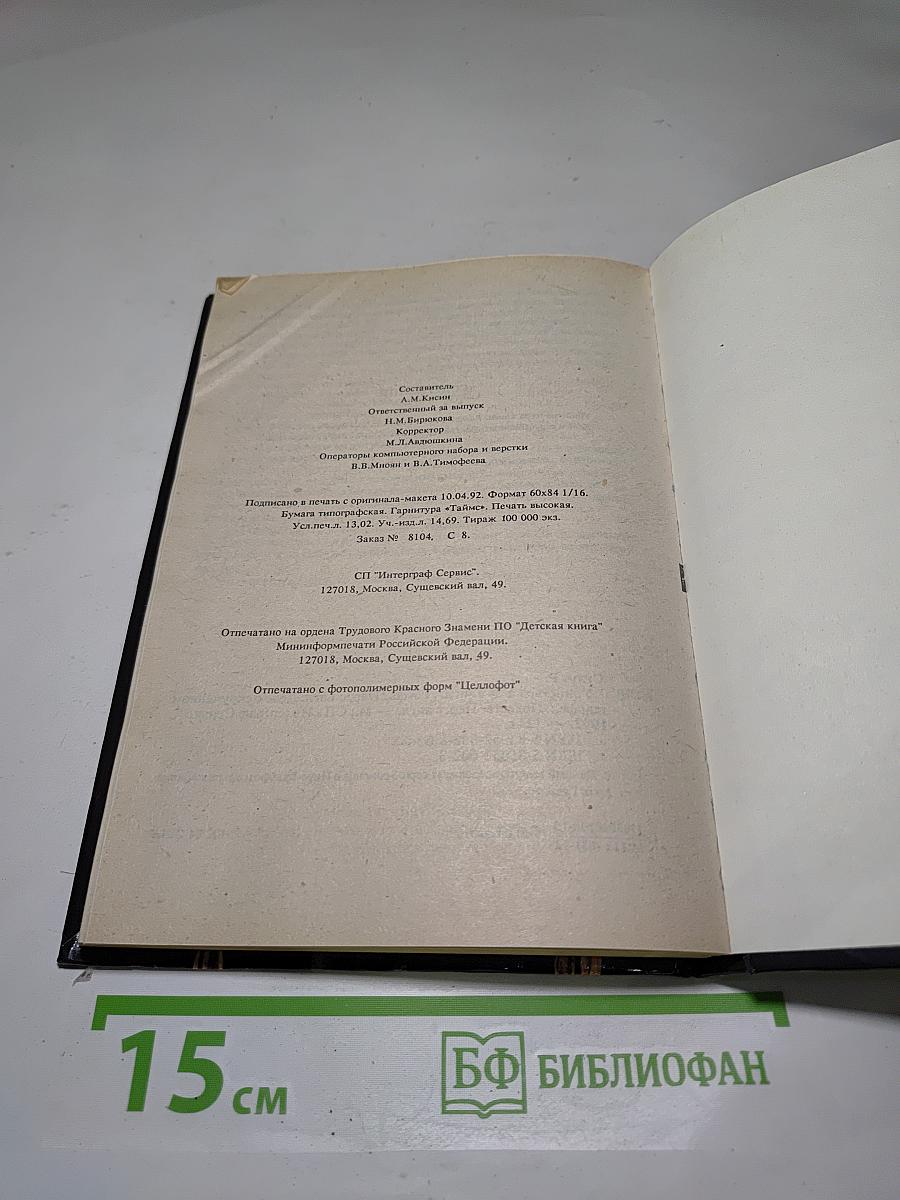 Составитель
А.М.Кисин
Ответственный за выпуск
Н.М.Бирюкова
Корректор
М.Л.Авдюшкина
Операторы компьютерного набора и верстки
В.В.Мноян и В.А.Тимофеева
Подписано в печать с оригинала-макета 10.04.92. Формат 60х84 1/16.
Бумага типографская. Гарнитура «Таймс». Печать высокая.
Усл.печ.л. 13,02. Уч.-изд.л. 14,69. Тираж 100 000 экз.
Заказ № 8104, С 8.
СП "Интерграф Сервис".
127018, Москва, Сущевский вал, 49.
Отпечатано на ордена Трудового Красного Знамени ПО "Детская книга"
Мининформпечати Российской Федерации.
127018, Москва, Сущевский вал, 49.
Отпечатано с фотополимерных форм "Целлофот"
15 см
БФ БИБЛИОФАН